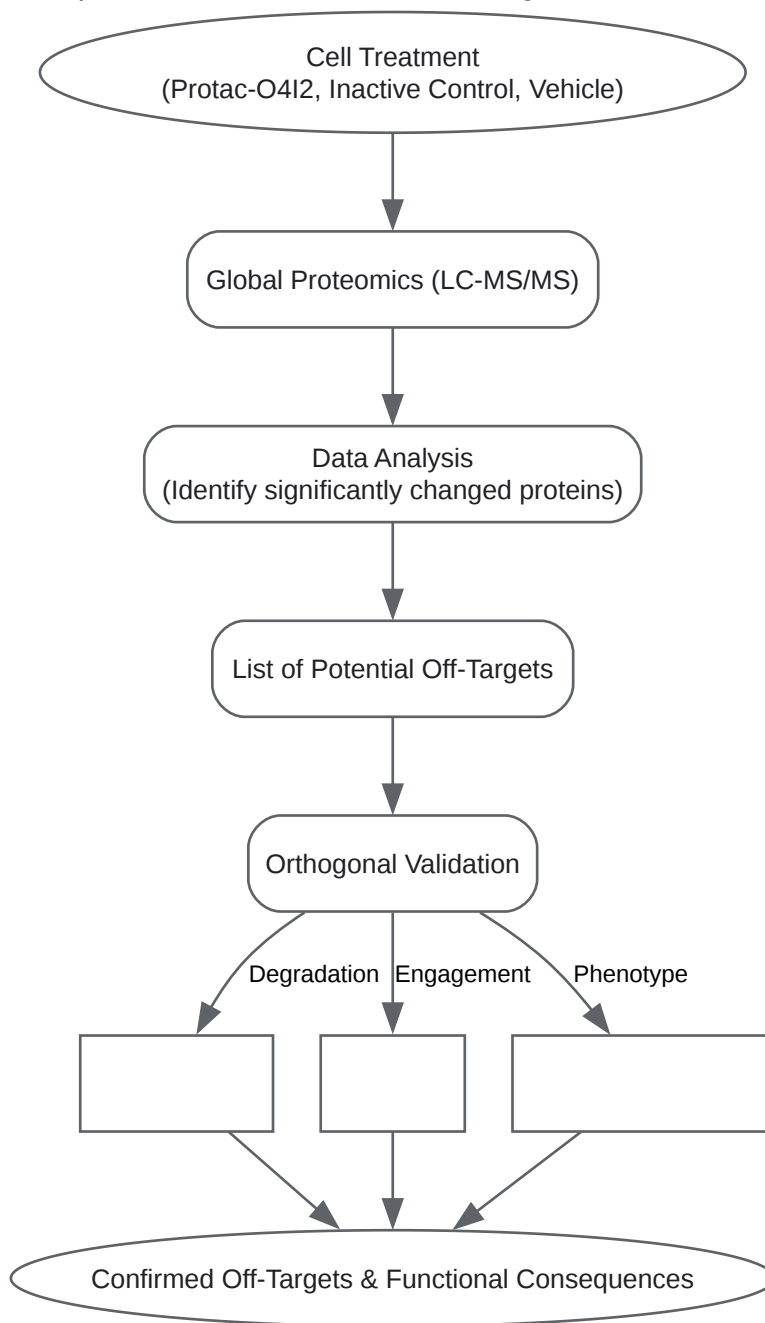 Cell Treatment
(Protac-O4I2, Inactive Control, Vehicle)
Global Proteomics (LC-MS/MS)
Data Analysis
(Identify significantly changed proteins)
List of Potential Off-Targets
Orthogonal Validation
Degradation Engagement Phenotype
Confirmed Off-Targets & Functional Consequences